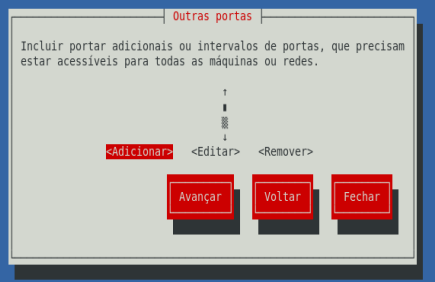 Outras portas
Incluir portar adicionais ou intervalos de portas, que precisam
estar acessíveis para todas as máquinas ou redes.
<Adicionar> <Editar> <Remover>
Avançar Voltar Fechar